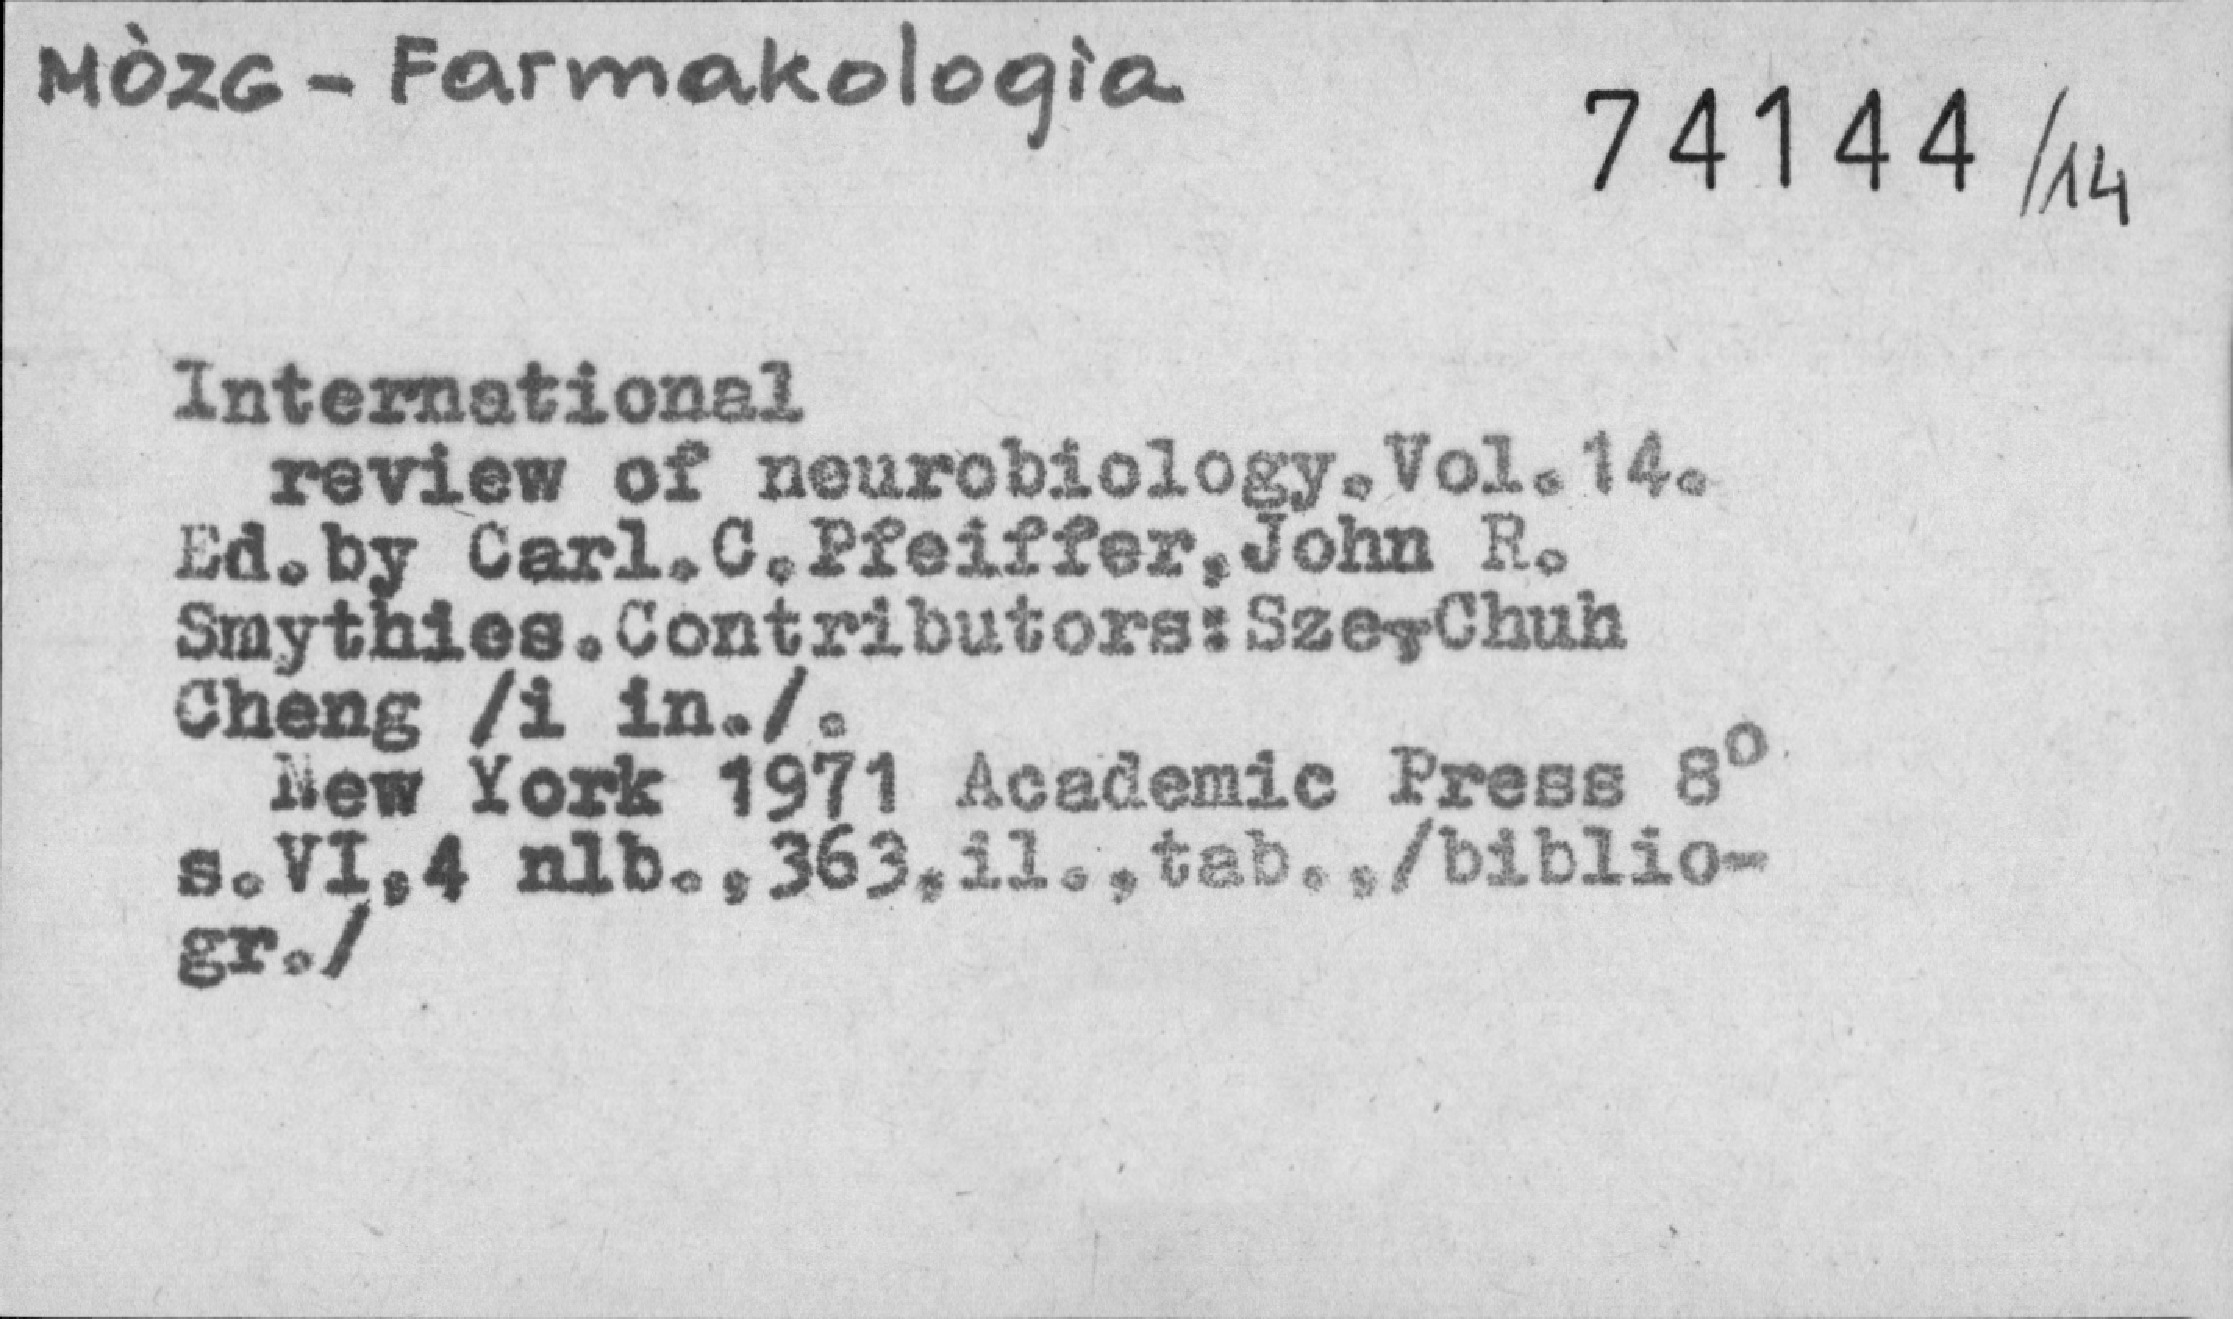 MÒZG - Farmakologia
74144/14
International
review of neurobiology.Vol.14.
Ed.by Carl.C.Pfeiffer,John R.
Smythies.Contributors:Sze-Chuh
Cheng /i in./.
New York 1971 Academic Press 8°
s.VI,4 nlb.,363,il.,tab.,/biblio-
gr./